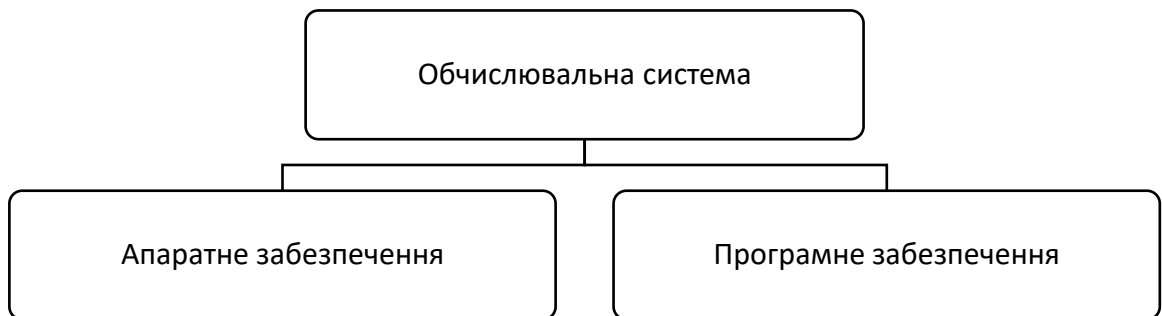 Обчислювальна система
Апаратне забезпечення
Програмне забезпечення